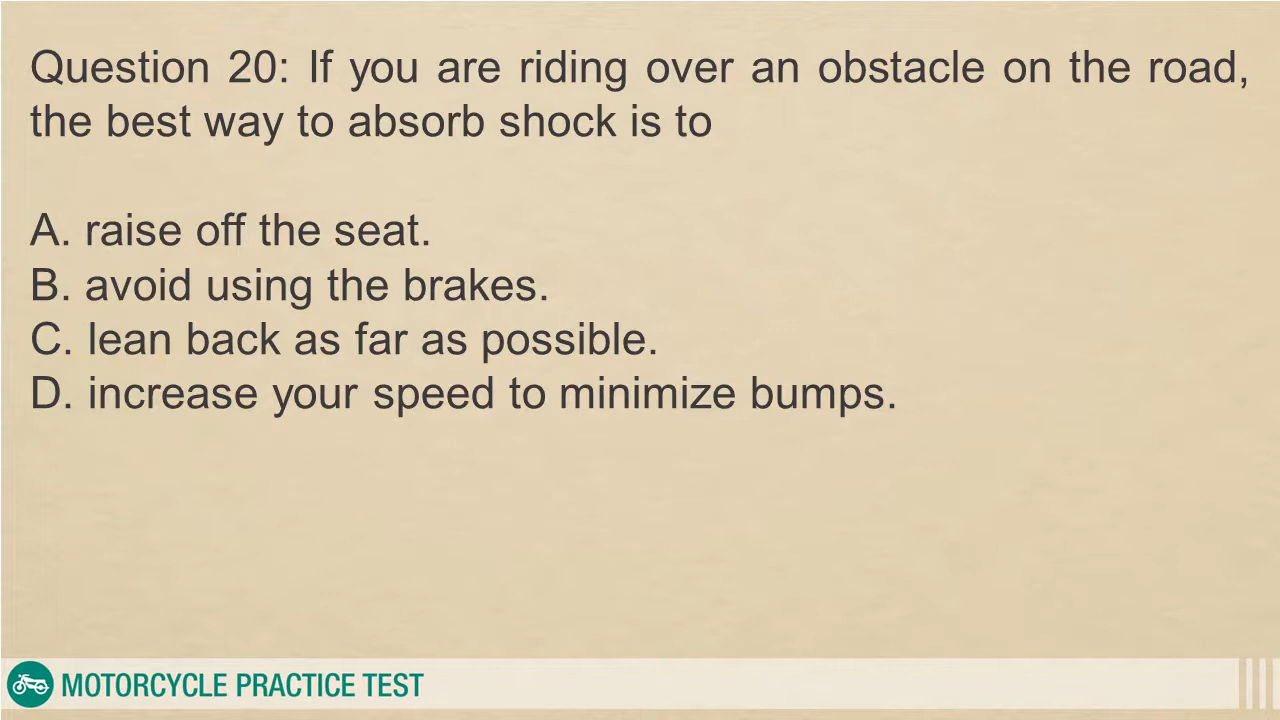 Question 20: If you are riding over an obstacle on the road,
the best way to absorb shock is to
A. raise off the seat.
B. avoid using the brakes.
C. lean back as far as possible.
D. increase your speed to minimize bumps.
MOTORCYCLE PRACTICE TEST